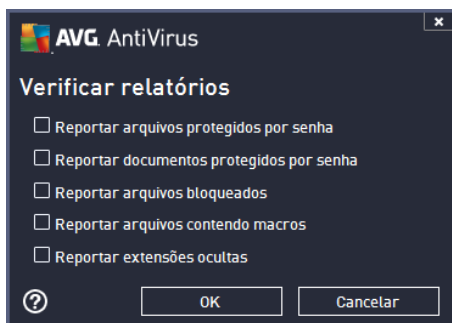 AVG. AntiVirus
Verificar relatórios
Reportar arquivos protegidos por senha
Reportar documentos protegidos por senha
Reportar arquivos bloqueados
Reportar arquivos contendo macros
Reportar extensões ocultas
? OK Cancelar